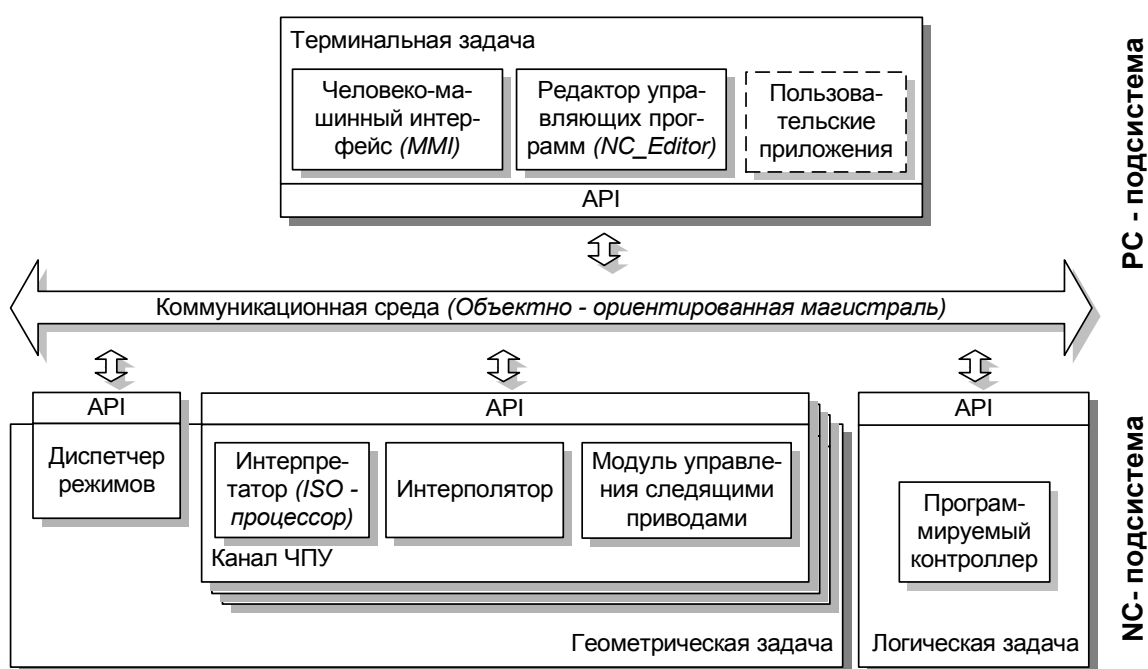 Терминальная задача
Человеко-ма-
шинный интер-
фейс (MMI)
Редактор упра-
вляющих прог-
рамм (NC_Editor)
Пользова-
тельские
приложения
API
PC - подсистема
Коммуникационная среда (Объектно - ориентированная магистраль)
API
Диспетчер
режимов
API
Интерпре-
татор (ISO -
процессор)
Интерполятор
Модуль управле-
ния следящими
приводами
Канал ЧПУ
Геометрическая задача
API
Програм-
мируемый
контроллер
Логическая задача
NC- подсистема